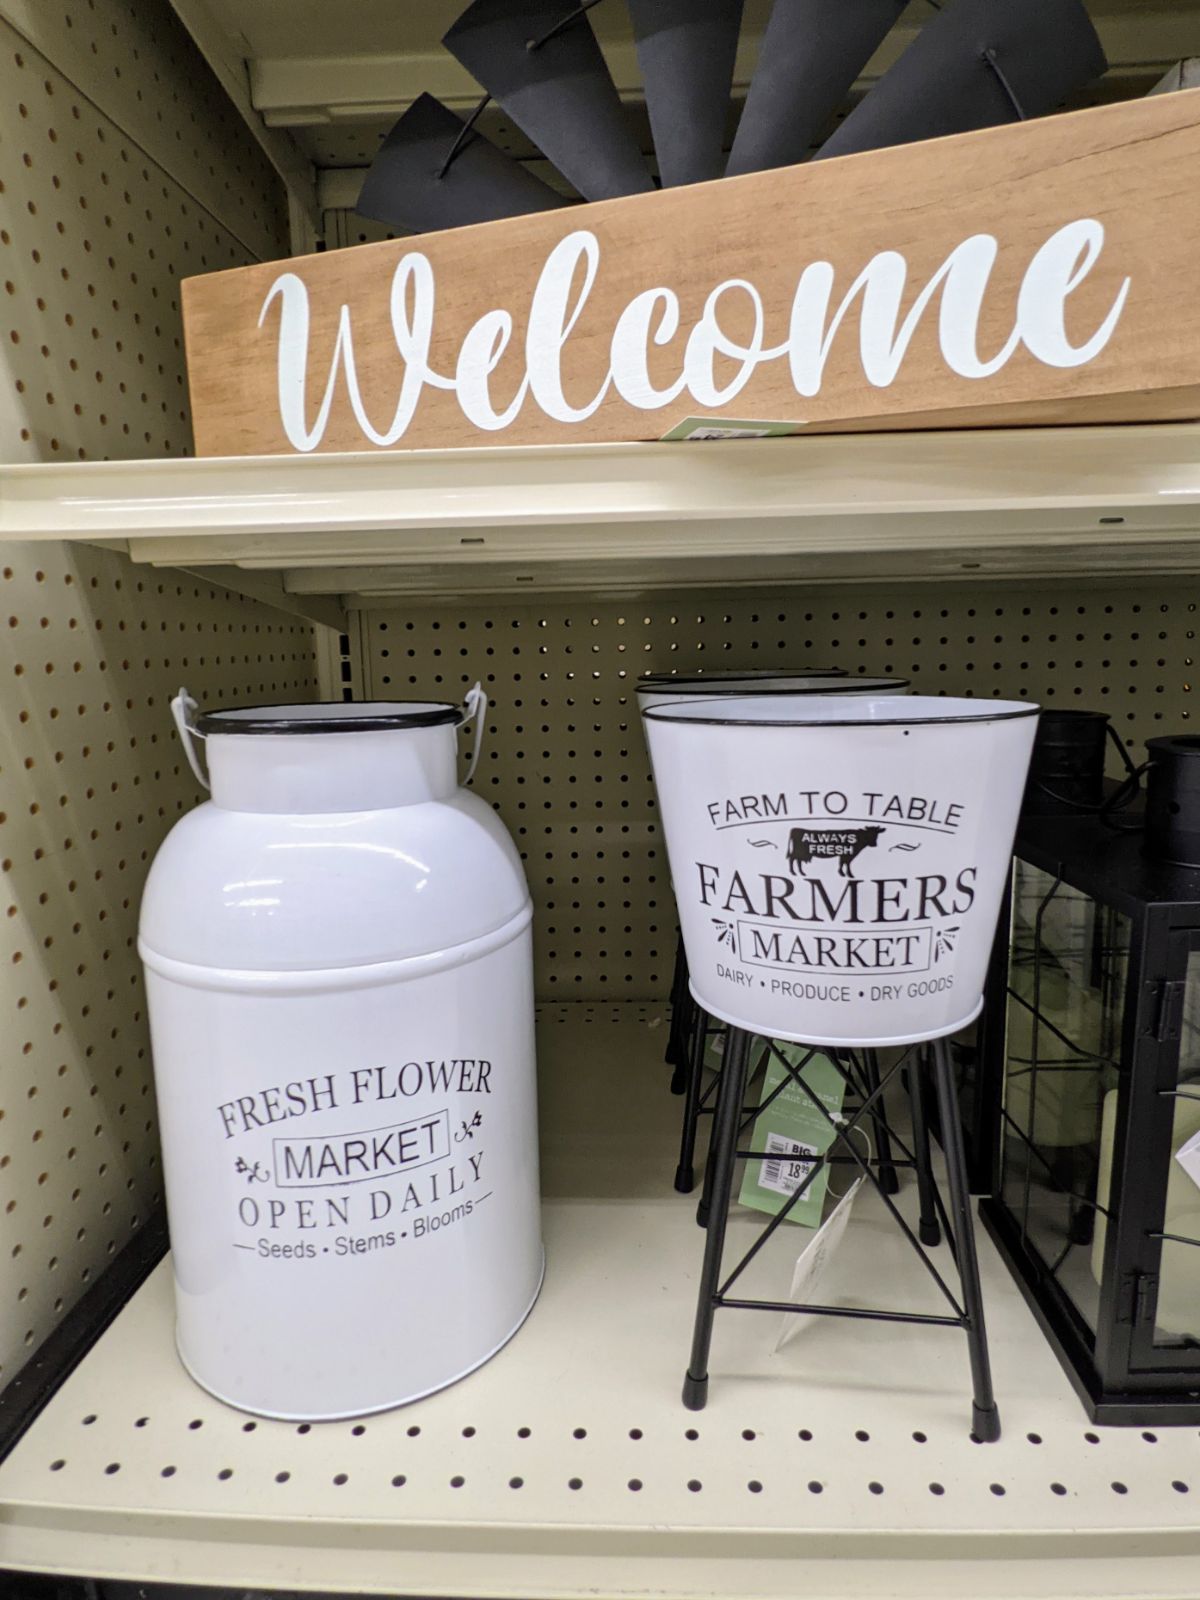 Welcome
FARM TO TABLE
ALWAYS
FRESH
FARMERS
MARKET
DAIRY • PRODUCE • DRY GOODS
FRESH FLOWER
MARKET
OPEN DAILY
Seeds • Stems • Blooms
BIG
18⁹⁹